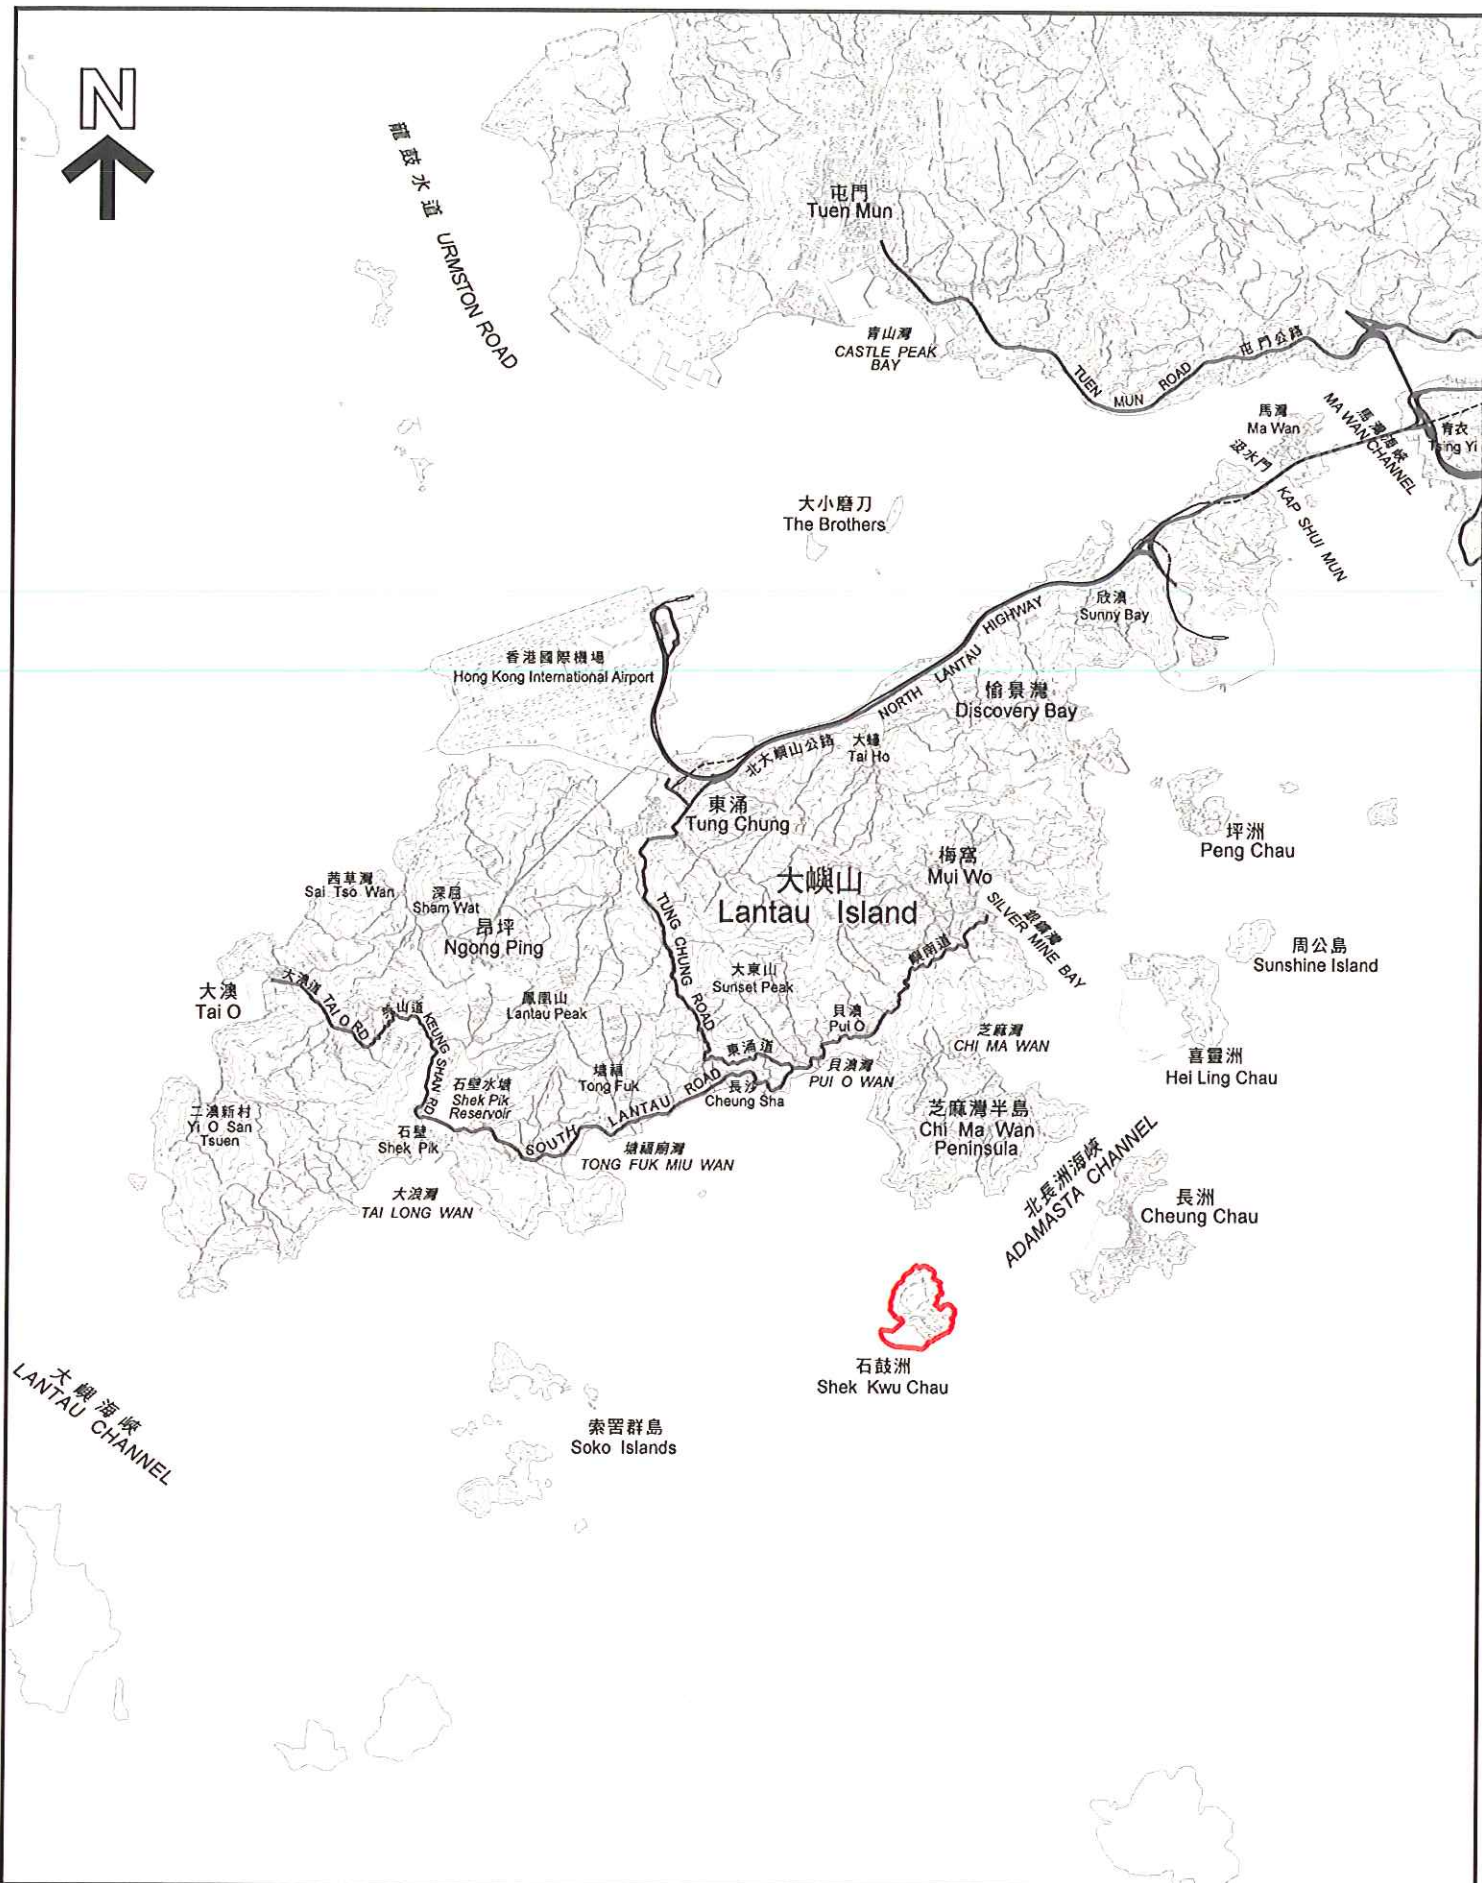 N
龍鼓水道 URMSTON ROAD
屯門
Tuen Mun
青山灣
CASTLE PEAK
BAY
TUEN MUN ROAD 屯門公路
馬灣
Ma Wan
馬灣海峽
MA WAN CHANNEL
青衣
Tsing Yi
汲水門 KAP SHUI MUN
大小磨刀
The Brothers
欣澳
Sunny Bay
香港國際機場
Hong Kong International Airport
北大嶼山公路 NORTH LANTAU HIGHWAY
愉景灣
Discovery Bay
大蠔
Tai Ho
東涌
Tung Chung
坪洲
Peng Chau
梅窩
Mui Wo
大嶼山
Lantau Island
銀鑛灣
SILVER MINE BAY
茜草灣
Sai Tso Wan
深屈
Sham Wat
昂坪
Ngong Ping
TUNG CHUNG ROAD
東涌道
嶼南道
周公島
Sunshine Island
大東山
Sunset Peak
大澳
Tai O
大澳道 TAI O RD
羗山道 KEUNG SHAN RD
鳳凰山
Lantau Peak
貝澳
Pui O
芝麻灣
CHI MA WAN
貝澳灣
PUI O WAN
喜靈洲
Hei Ling Chau
石壁水塘
Shek Pik
Reservoir
塘福
Tong Fuk
長沙
Cheung Sha
SOUTH LANTAU ROAD
二澳新村
Yi O San
Tsuen
石壁
Shek Pik
芝麻灣半島
Chi Ma Wan
Peninsula
塘福廟灣
TONG FUK MIU WAN
大浪灣
TAI LONG WAN
北長洲海峽
ADAMASTA CHANNEL
長洲
Cheung Chau
石鼓洲
Shek Kwu Chau
大嶼海峽
LANTAU CHANNEL
索罟群島
Soko Islands